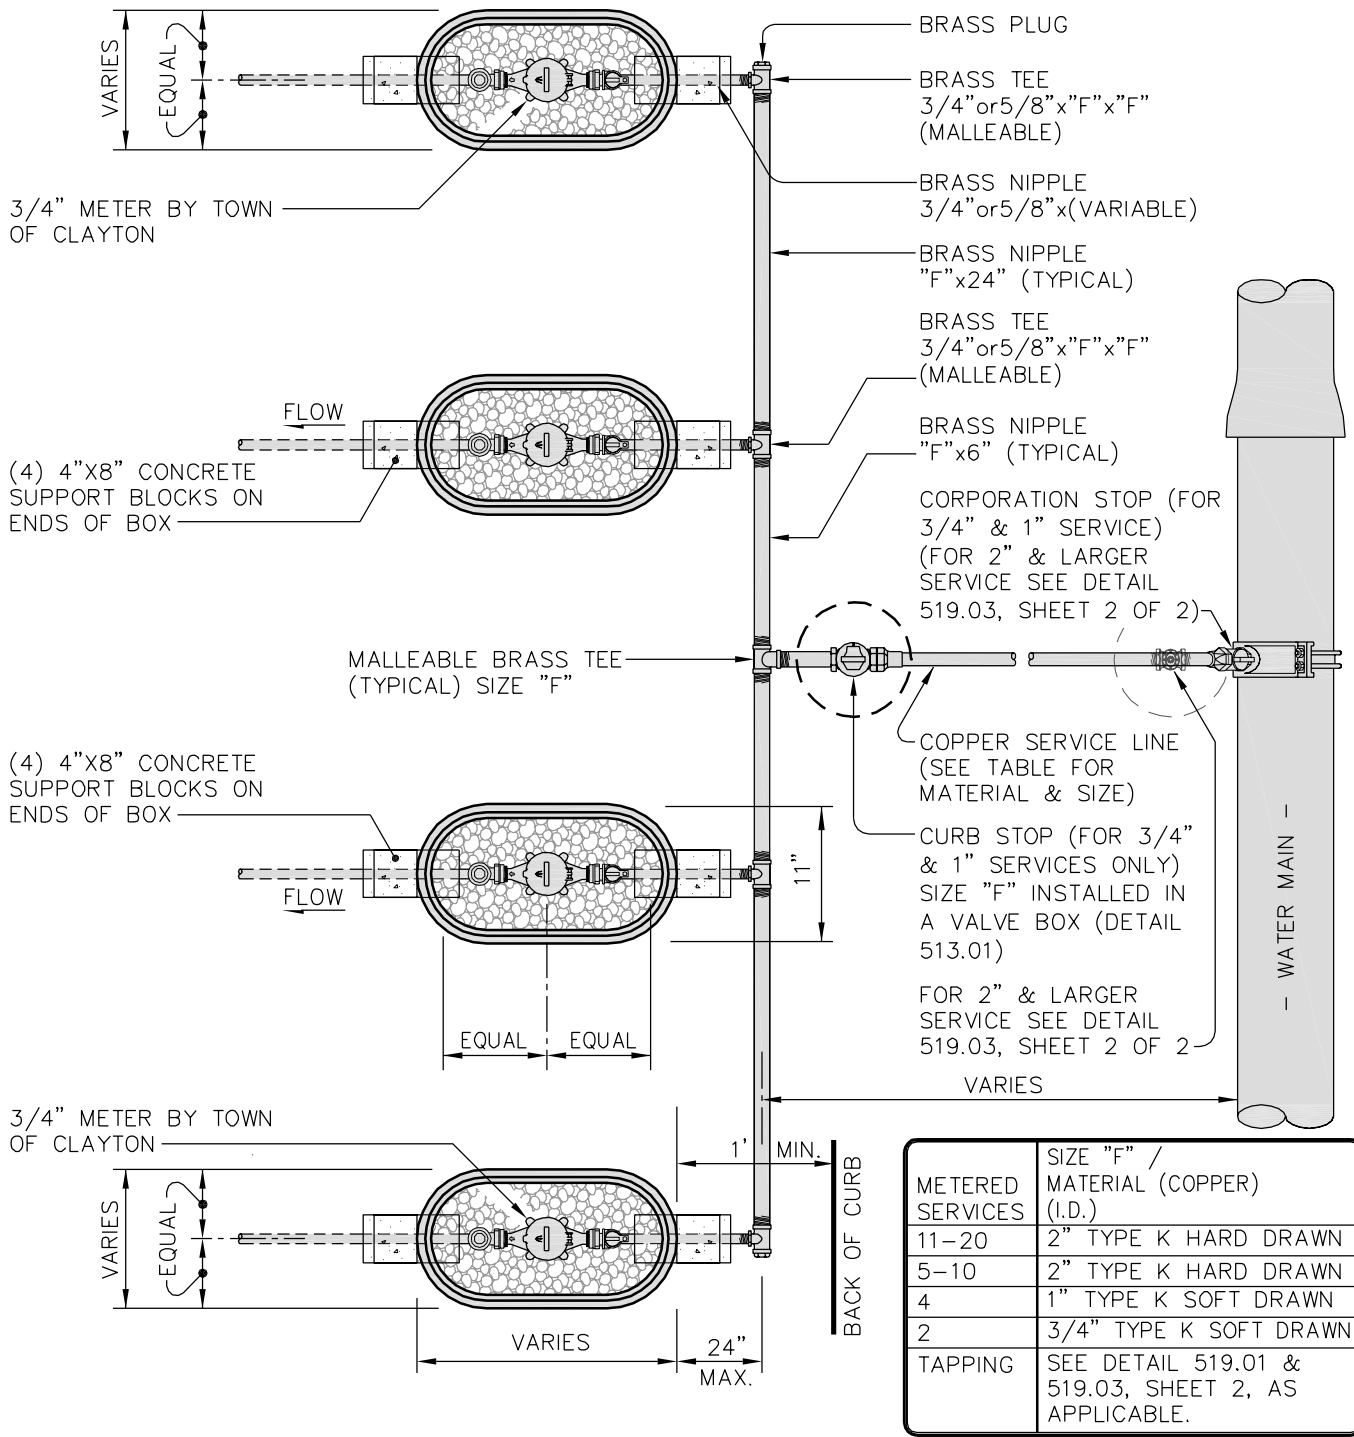 BRASS PLUG
BRASS TEE
3/4"or5/8"x"F"x"F"
(MALLEABLE)
BRASS NIPPLE
3/4"or5/8"x(VARIABLE)
BRASS NIPPLE
"F"x24" (TYPICAL)
BRASS TEE
3/4"or5/8"x"F"x"F"
(MALLEABLE)
BRASS NIPPLE
"F"x6" (TYPICAL)
CORPORATION STOP (FOR
3/4" & 1" SERVICE)
(FOR 2" & LARGER
SERVICE SEE DETAIL
519.03, SHEET 2 OF 2)
VARIES
EQUAL
3/4" METER BY TOWN
OF CLAYTON
FLOW
(4) 4"X8" CONCRETE
SUPPORT BLOCKS ON
ENDS OF BOX
MALLEABLE BRASS TEE
(TYPICAL) SIZE "F"
(4) 4"X8" CONCRETE
SUPPORT BLOCKS ON
ENDS OF BOX
FLOW
11"
EQUAL
EQUAL
COPPER SERVICE LINE
(SEE TABLE FOR
MATERIAL & SIZE)
CURB STOP (FOR 3/4"
& 1" SERVICES ONLY)
SIZE "F" INSTALLED IN
A VALVE BOX (DETAIL
513.01)
FOR 2" & LARGER
SERVICE SEE DETAIL
519.03, SHEET 2 OF 2
- WATER MAIN -
VARIES
3/4" METER BY TOWN
OF CLAYTON
VARIES
EQUAL
1' MIN.
BACK OF CURB
VARIES
24"
MAX.
METERED
SERVICES
SIZE "F" /
MATERIAL (COPPER)
(I.D.)
11-20
2" TYPE K HARD DRAWN
5-10
2" TYPE K HARD DRAWN
4
1" TYPE K SOFT DRAWN
2
3/4" TYPE K SOFT DRAWN
TAPPING
SEE DETAIL 519.01 &
519.03, SHEET 2, AS
APPLICABLE.